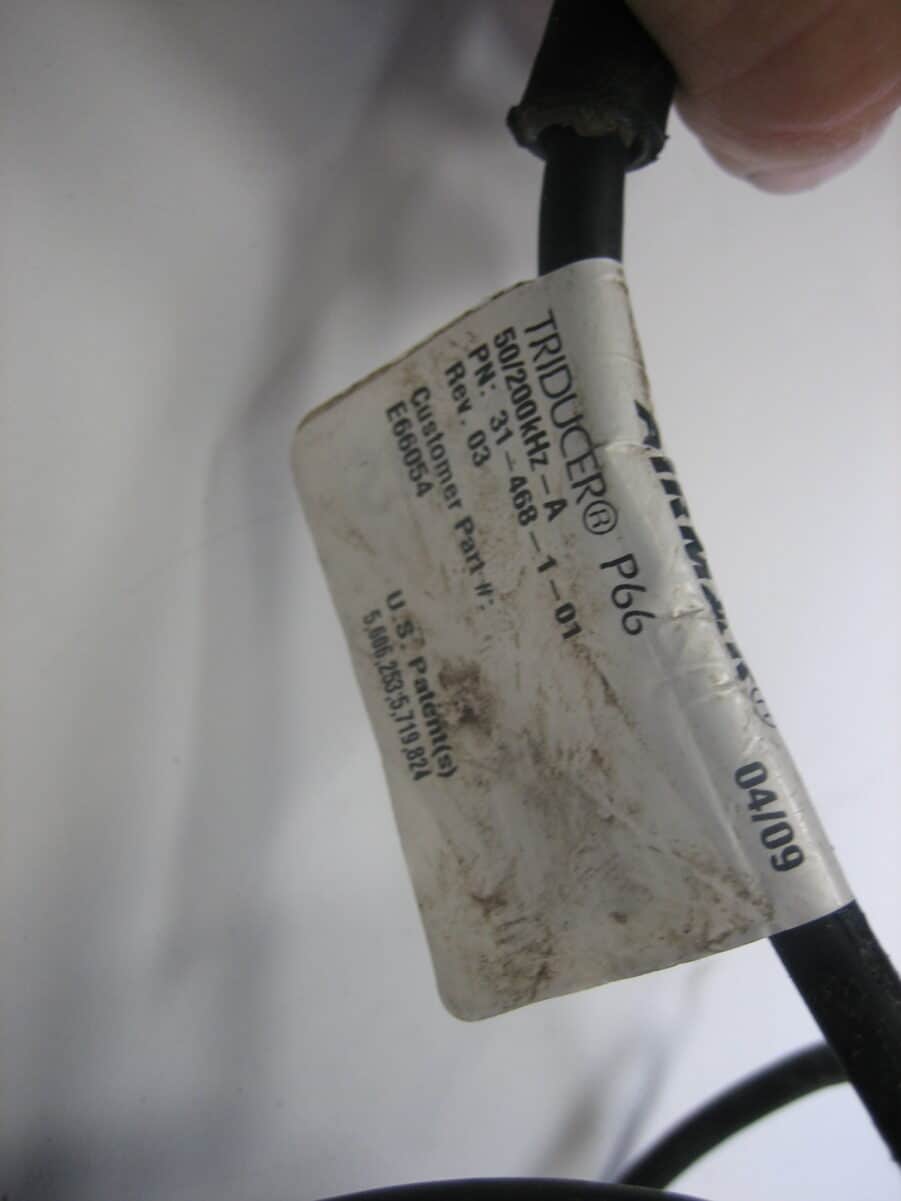 AIRMAR® 04/09
TRIDUCER® P66
50/200kHz-A
PN: 31-468-1-01
Rev. 03
Customer Part #:
E66054
U.S. Patent(s)
5,606,253;5,719,824